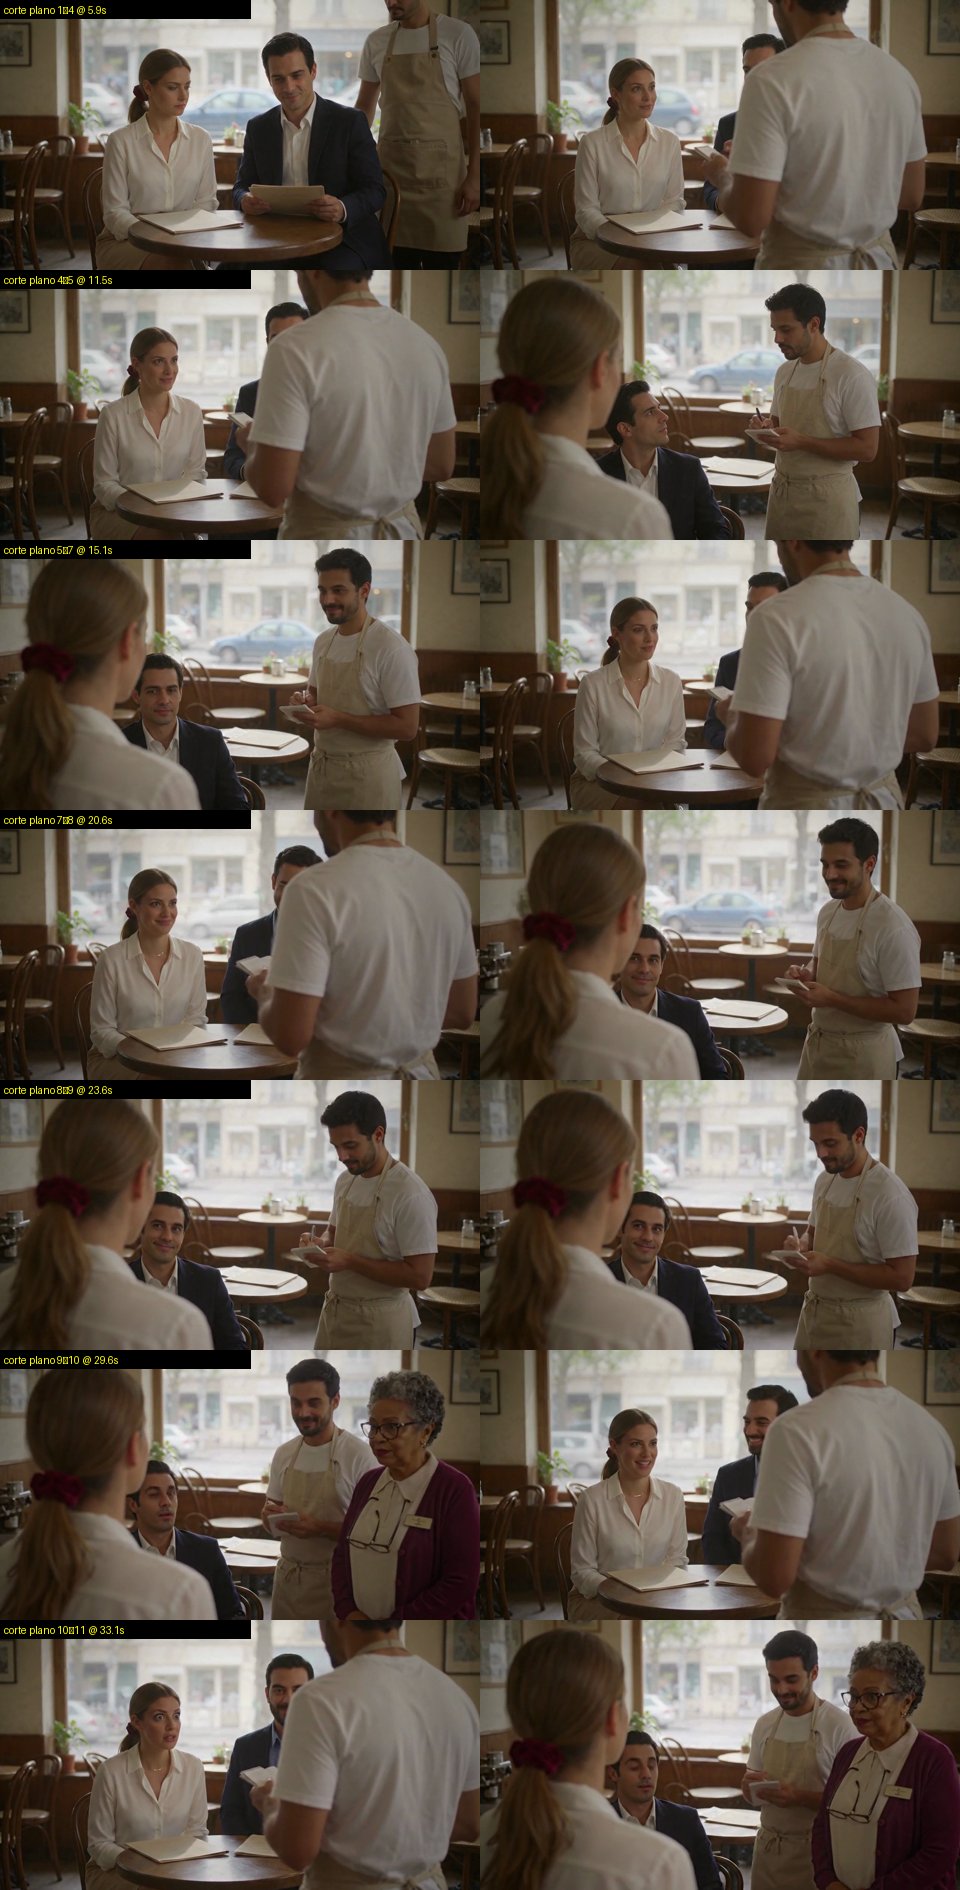 corte plano 1▯4 @ 5.9s
corte plano 4▯5 @ 11.5s
corte plano 5▯7 @ 15.1s
corte plano 7▯8 @ 20.6s
corte plano 8▯9 @ 23.6s
corte plano 9▯10 @ 29.6s
corte plano 10▯11 @ 33.1s